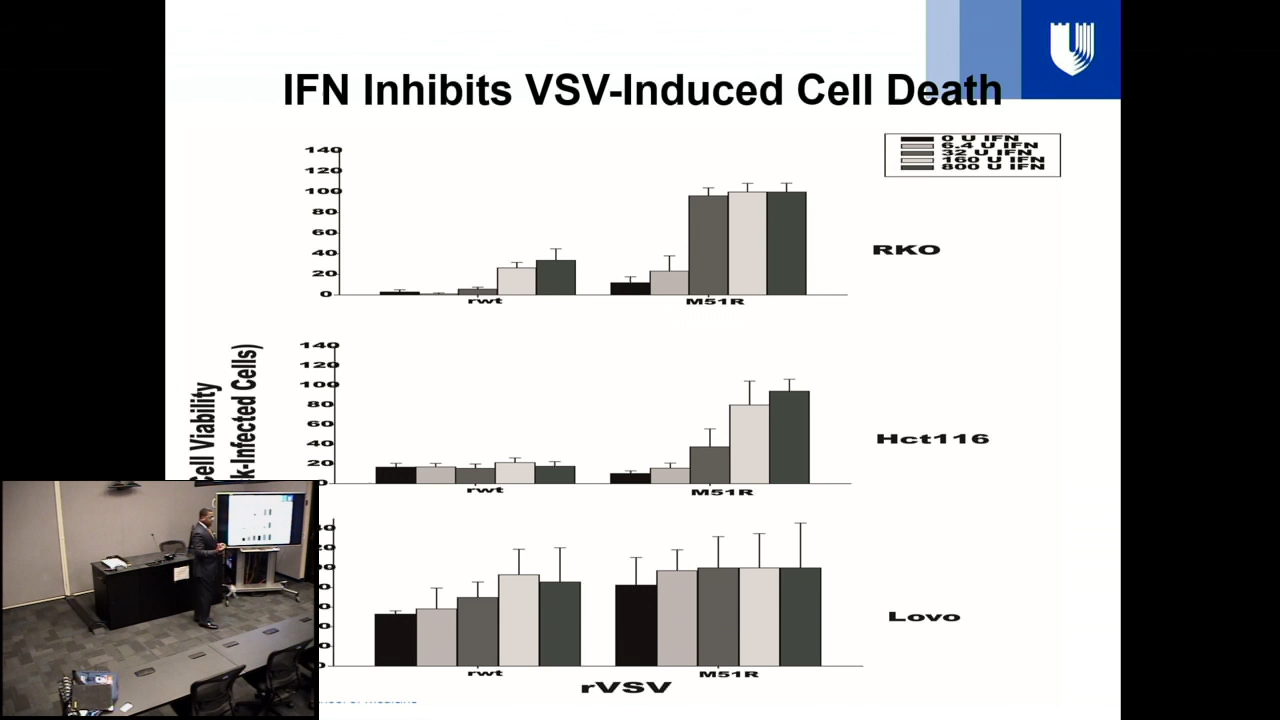 IFN Inhibits VSV-Induced Cell Death
0 U IFN
6.4 U IFN
32 U IFN
160 U IFN
800 U IFN
140
120
100
80
60
40
20
0
rwt M51R
RKO
Cell Viability
k-Infected Cells)
140
120
100
80
60
40
20
rwt M51R
Hct116
rwt M51R
Lovo
rVSV